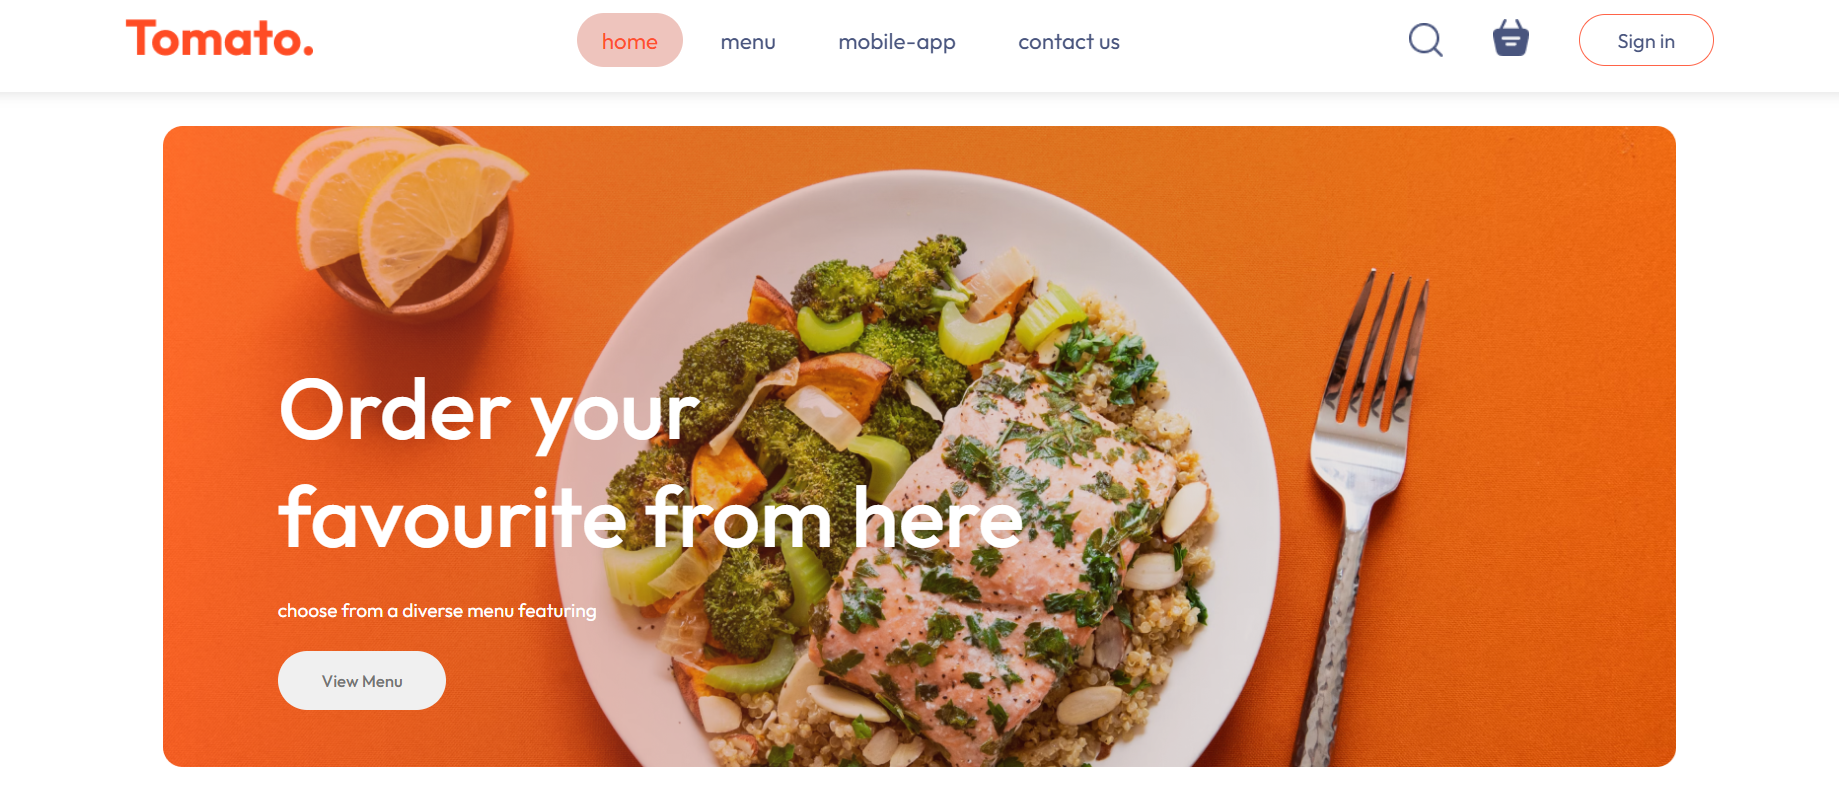 Tomato.
home
menu
mobile-app
contact us
Sign in
Order your
favourite from here
choose from a diverse menu featuring
View Menu